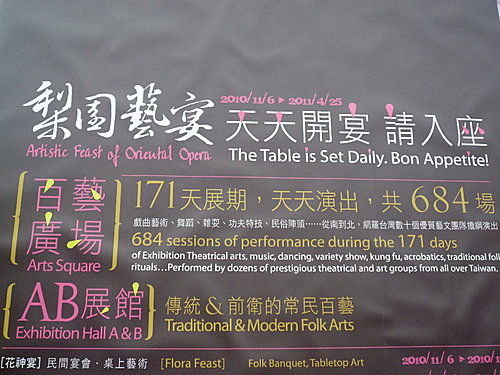 2010/11/6 ▶ 2011/4/25
梨園藝宴 天天開宴 請入座
Artistic Feast of Oriental Opera The Table is Set Daily. Bon Appetite!
百藝廣場
Arts Square
171天展期，天天演出，共 684 場
戲曲藝術、舞蹈、雜耍、功夫特技、民俗陣頭……從南到北，網羅台灣數十個優質藝文團隊擔綱演出
684 sessions of performance during the 171 days
of Exhibition Theatrical arts, music, dancing, variety show, kung fu, acrobatics, traditional folk
rituals…Performed by dozens of prestigious theatrical and art groups from all over Taiwan.
AB展館
Exhibition Hall A & B
傳統 & 前衛的常民百藝
Traditional & Modern Folk Arts
[花神宴] 民間宴會・桌上藝術 [Flora Feast] Folk Banquet, Tabletop Art 2010/11/6 ▶ 2010/1